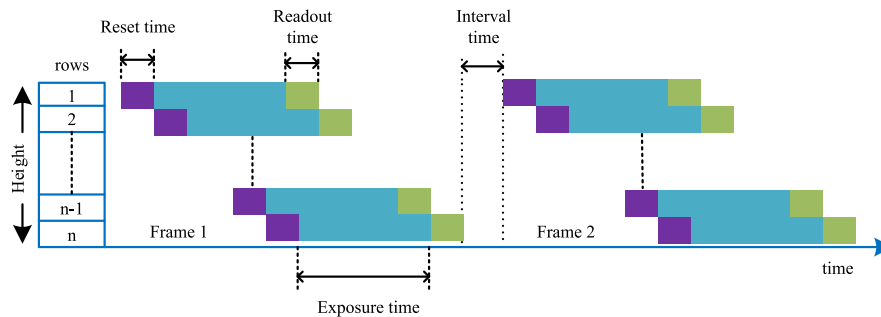 Reset time
Readout
time
Interval
time
rows
1
2
n-1
n
Height
Frame 1
Frame 2
time
Exposure time